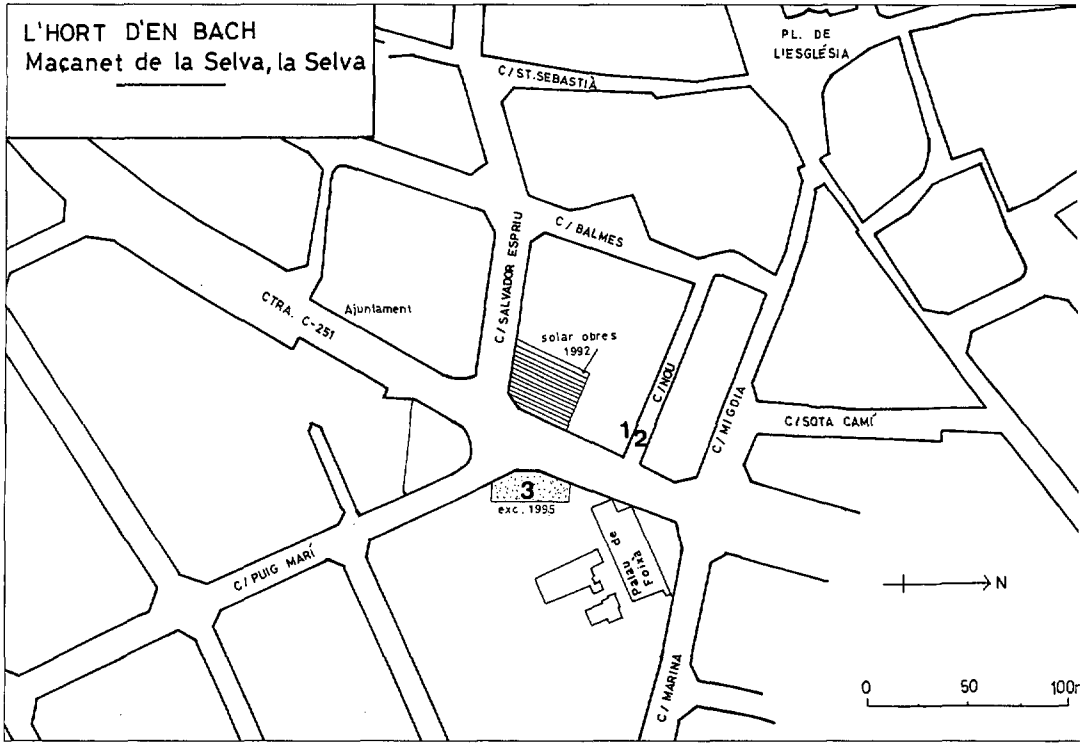 L'HORT D'EN BACH
Maçanet de la Selva, la Selva
PL. DE
L'ESGLÉSIA
C/ST.SEBASTIÀ
C/ BALMES
C/ SALVADOR ESPRIU
CTRA. C-251
Ajuntament
solar obres
1992
C/NOU
C/ MIGDIA
C/SOTA CAMÍ
1
2
3
exc. 1995
Palau de
Foixà
C/ PUIG MARÍ
C/ MARINA
N
0 50 100m